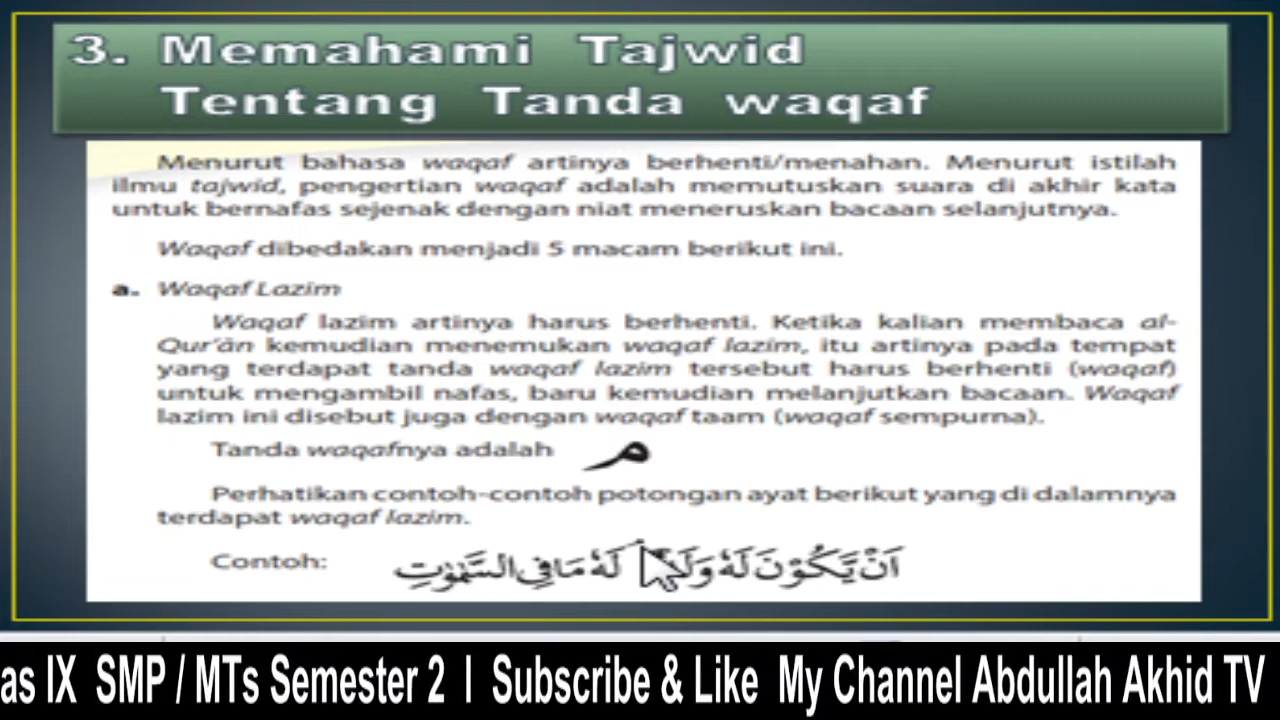 3. Memahami Tajwid
Tentang Tanda waqaf
Menurut bahasa waqaf artinya berhenti/menahan. Menurut istilah
ilmu tajwid, pengertian waqaf adalah memutuskan suara di akhir kata
untuk bernafas sejenak dengan niat meneruskan bacaan selanjutnya.
Waqaf dibedakan menjadi 5 macam berikut ini.
a. Waqaf Lazim
Waqaf lazim artinya harus berhenti. Ketika kalian membaca al-
Qur'ān kemudian menemukan waqaf lazim, itu artinya pada tempat
yang terdapat tanda waqaf lazim tersebut harus berhenti (waqaf)
untuk mengambil nafas, baru kemudian melanjutkan bacaan. Waqaf
lazim ini disebut juga dengan waqaf taam (waqaf sempurna).
Tanda waqafnya adalah م
Perhatikan contoh-contoh potongan ayat berikut yang di dalamnya
terdapat waqaf lazim.
Contoh: اَنْ يَّكُوْنَ لَهٗ لَهٗ مَا فِى السَّمٰوٰتِ
as IX SMP / MTs Semester 2 I Subscribe & Like My Channel Abdullah Akhid TV